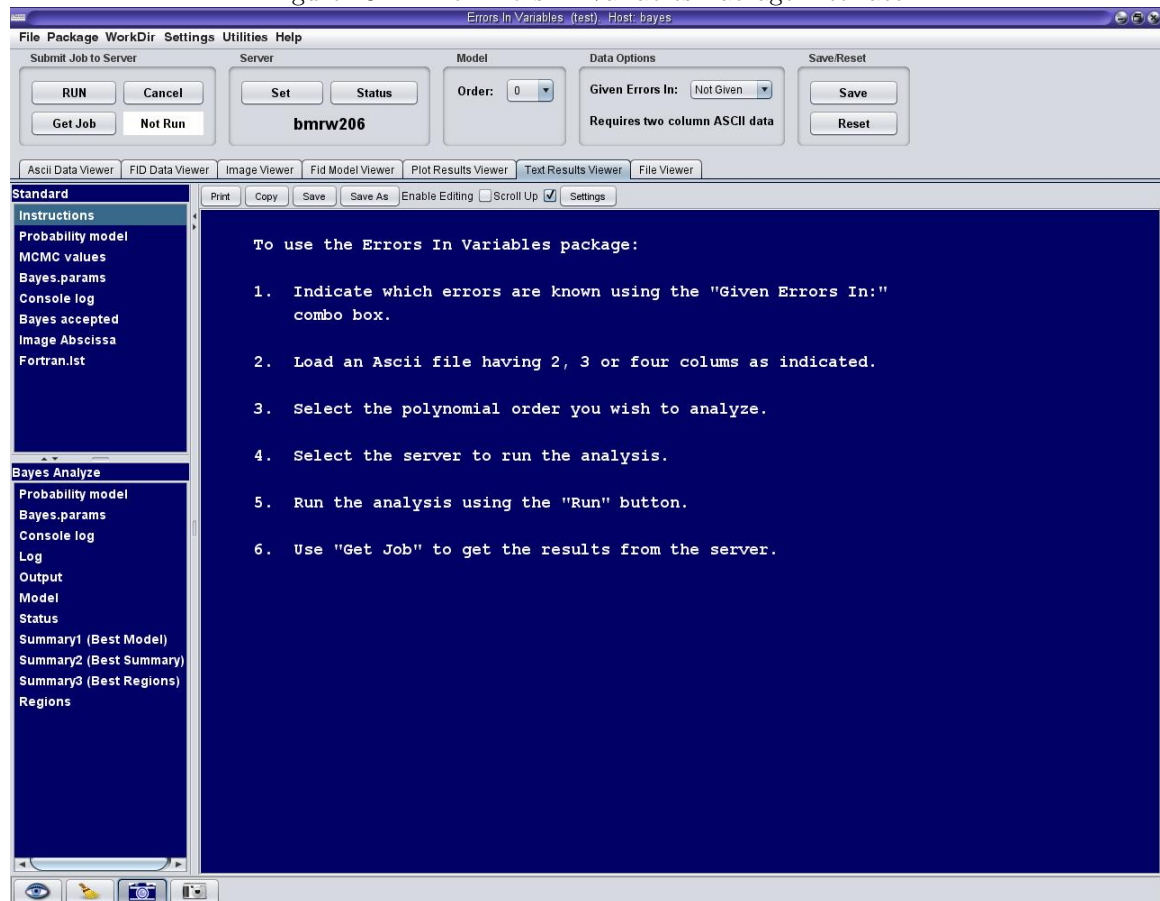 Errors In Variables (test). Host: bayes
File Package WorkDir Settings Utilities Help
Submit Job to Server
Server
Model
Data Options
Save/Reset
RUN Cancel
Set Status
Order: 0
Given Errors In: Not Given
Save
Get Job Not Run
bmrw206
Requires two column ASCII data
Reset
Ascii Data Viewer FID Data Viewer Image Viewer Fid Model Viewer Plot Results Viewer Text Results Viewer File Viewer
Standard
Print Copy Save Save As Enable Editing Scroll Up Settings
Instructions
Probability model
MCMC values
Bayes.params
Console log
Bayes accepted
Image Abscissa
Fortran.lst
To use the Errors In Variables package:
1. Indicate which errors are known using the "Given Errors In:"
combo box.
2. Load an Ascii file having 2, 3 or four colums as indicated.
3. Select the polynomial order you wish to analyze.
4. Select the server to run the analysis.
5. Run the analysis using the "Run" button.
6. Use "Get Job" to get the results from the server.
Bayes Analyze
Probability model
Bayes.params
Console log
Log
Output
Model
Status
Summary1 (Best Model)
Summary2 (Best Summary)
Summary3 (Best Regions)
Regions